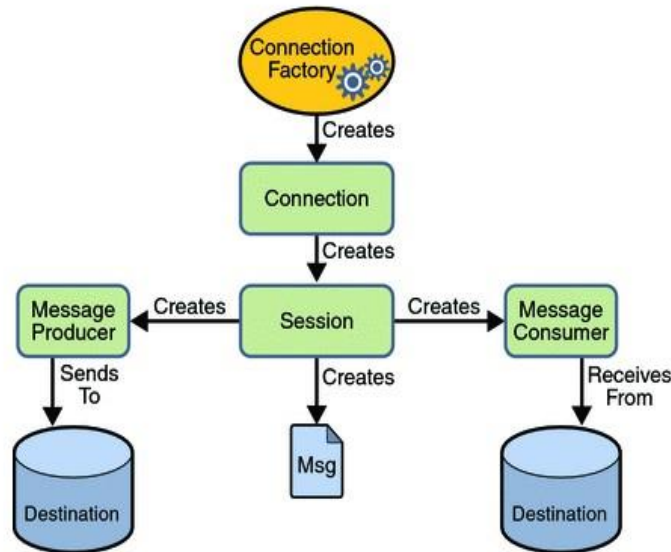 Connection
Factory
Creates
Connection
Creates
Message
Producer
Creates
Session
Creates
Message
Consumer
Sends
To
Creates
Receives
From
Msg
Destination
Destination